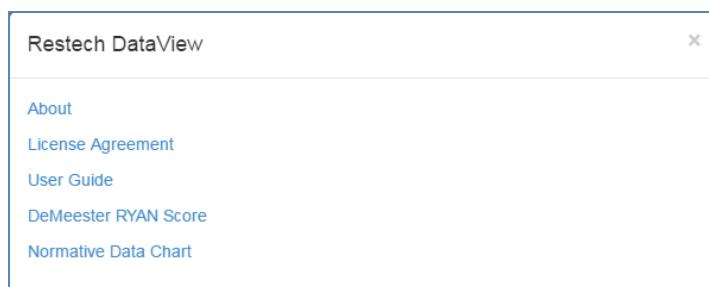 Restech DataView
×
About
License Agreement
User Guide
DeMeester RYAN Score
Normative Data Chart